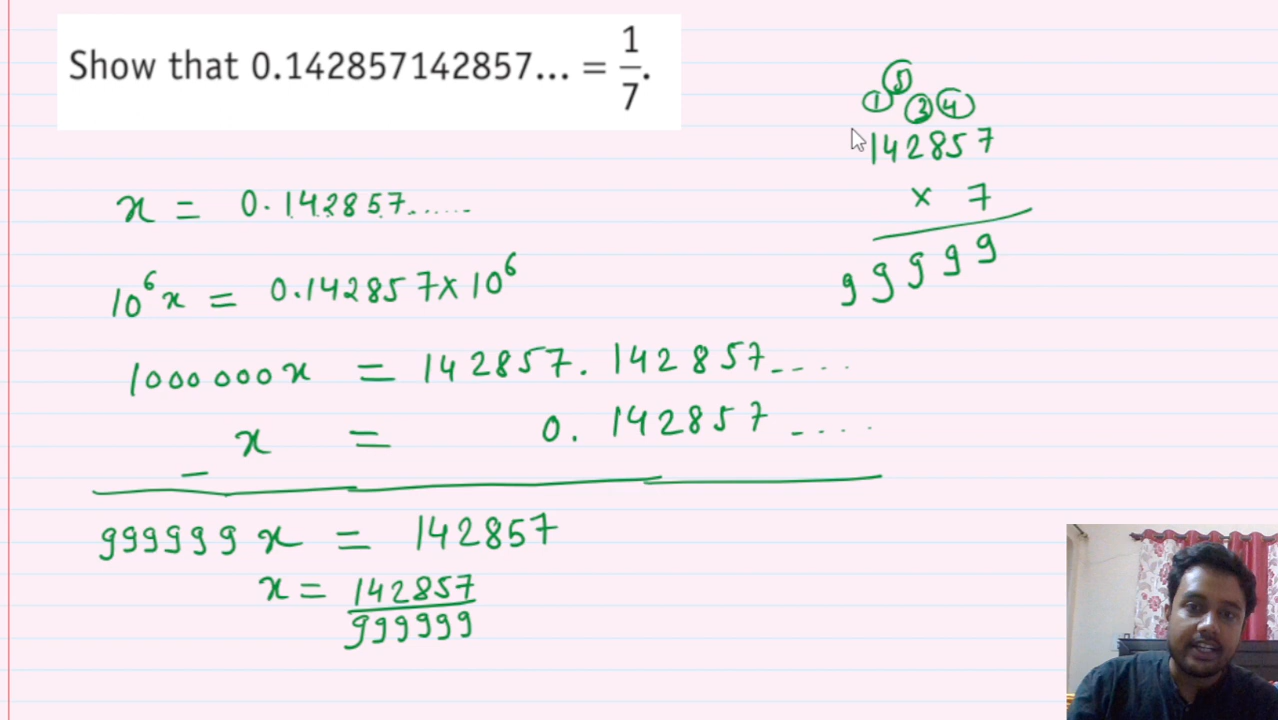 Show that 0.142857142857... = 1/7.
x = 0.142857......
10⁶x = 0.142857×10⁶
1000000x = 142857.142857....
x = 0.142857....
−
999999x = 142857
x = 142857/999999
1 5 3 4
142857
× 7
99999